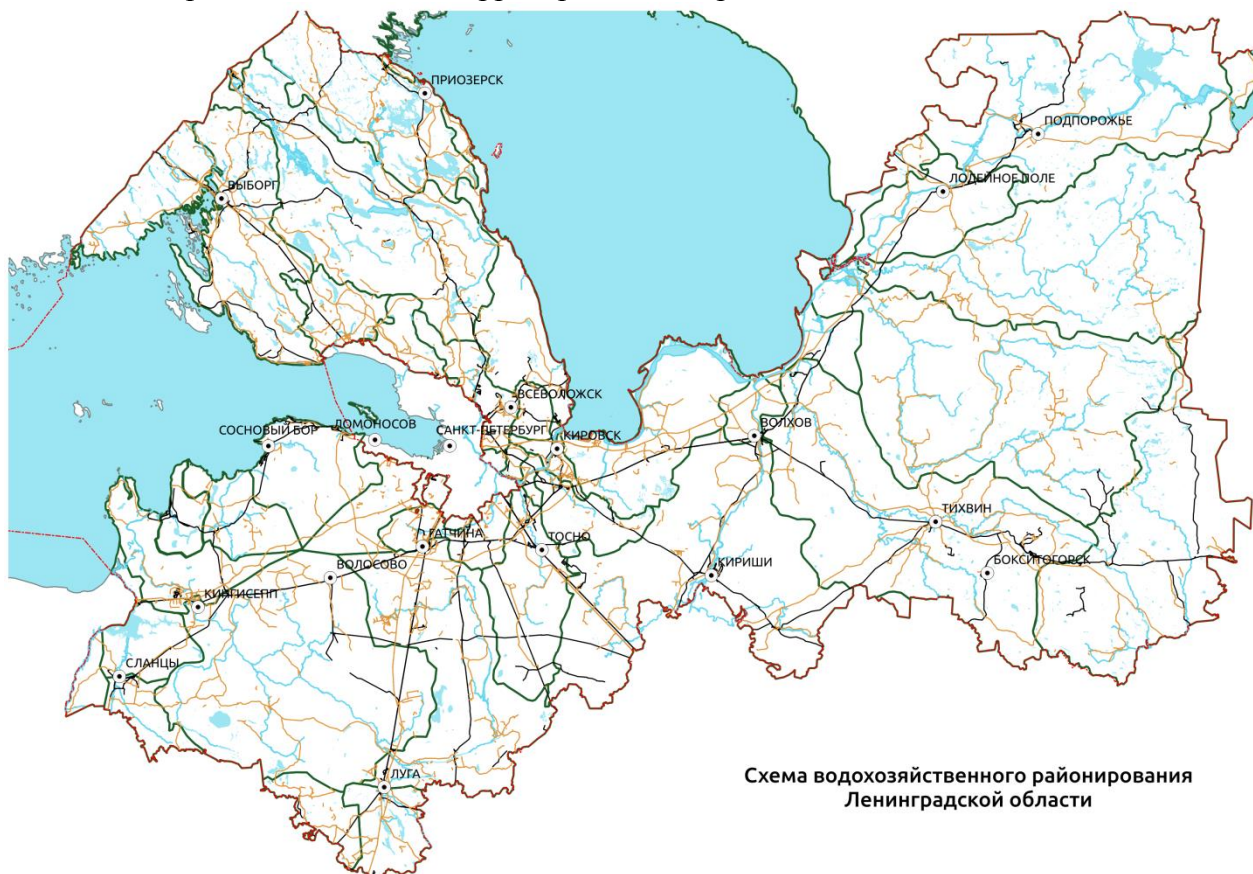 ПРИОЗЕРСК
ПОДПОРОЖЬЕ
ЛОДЕЙНОЕ ПОЛЕ
ВЫБОРГ
ВСЕВОЛОЖСК
СОСНОВЫЙ БОР
ЛОМОНОСОВ
САНКТ-ПЕТЕРБУРГ
КИРОВСК
ВОЛХОВ
ТИХВИН
ГАТЧИНА
ТОСНО
ВОЛОСОВО
КИРИШИ
БОКСИТОГОРСК
КИНГИСЕПП
СЛАНЦЫ
ЛУГА
Схема водохозяйственного районирования
Ленинградской области